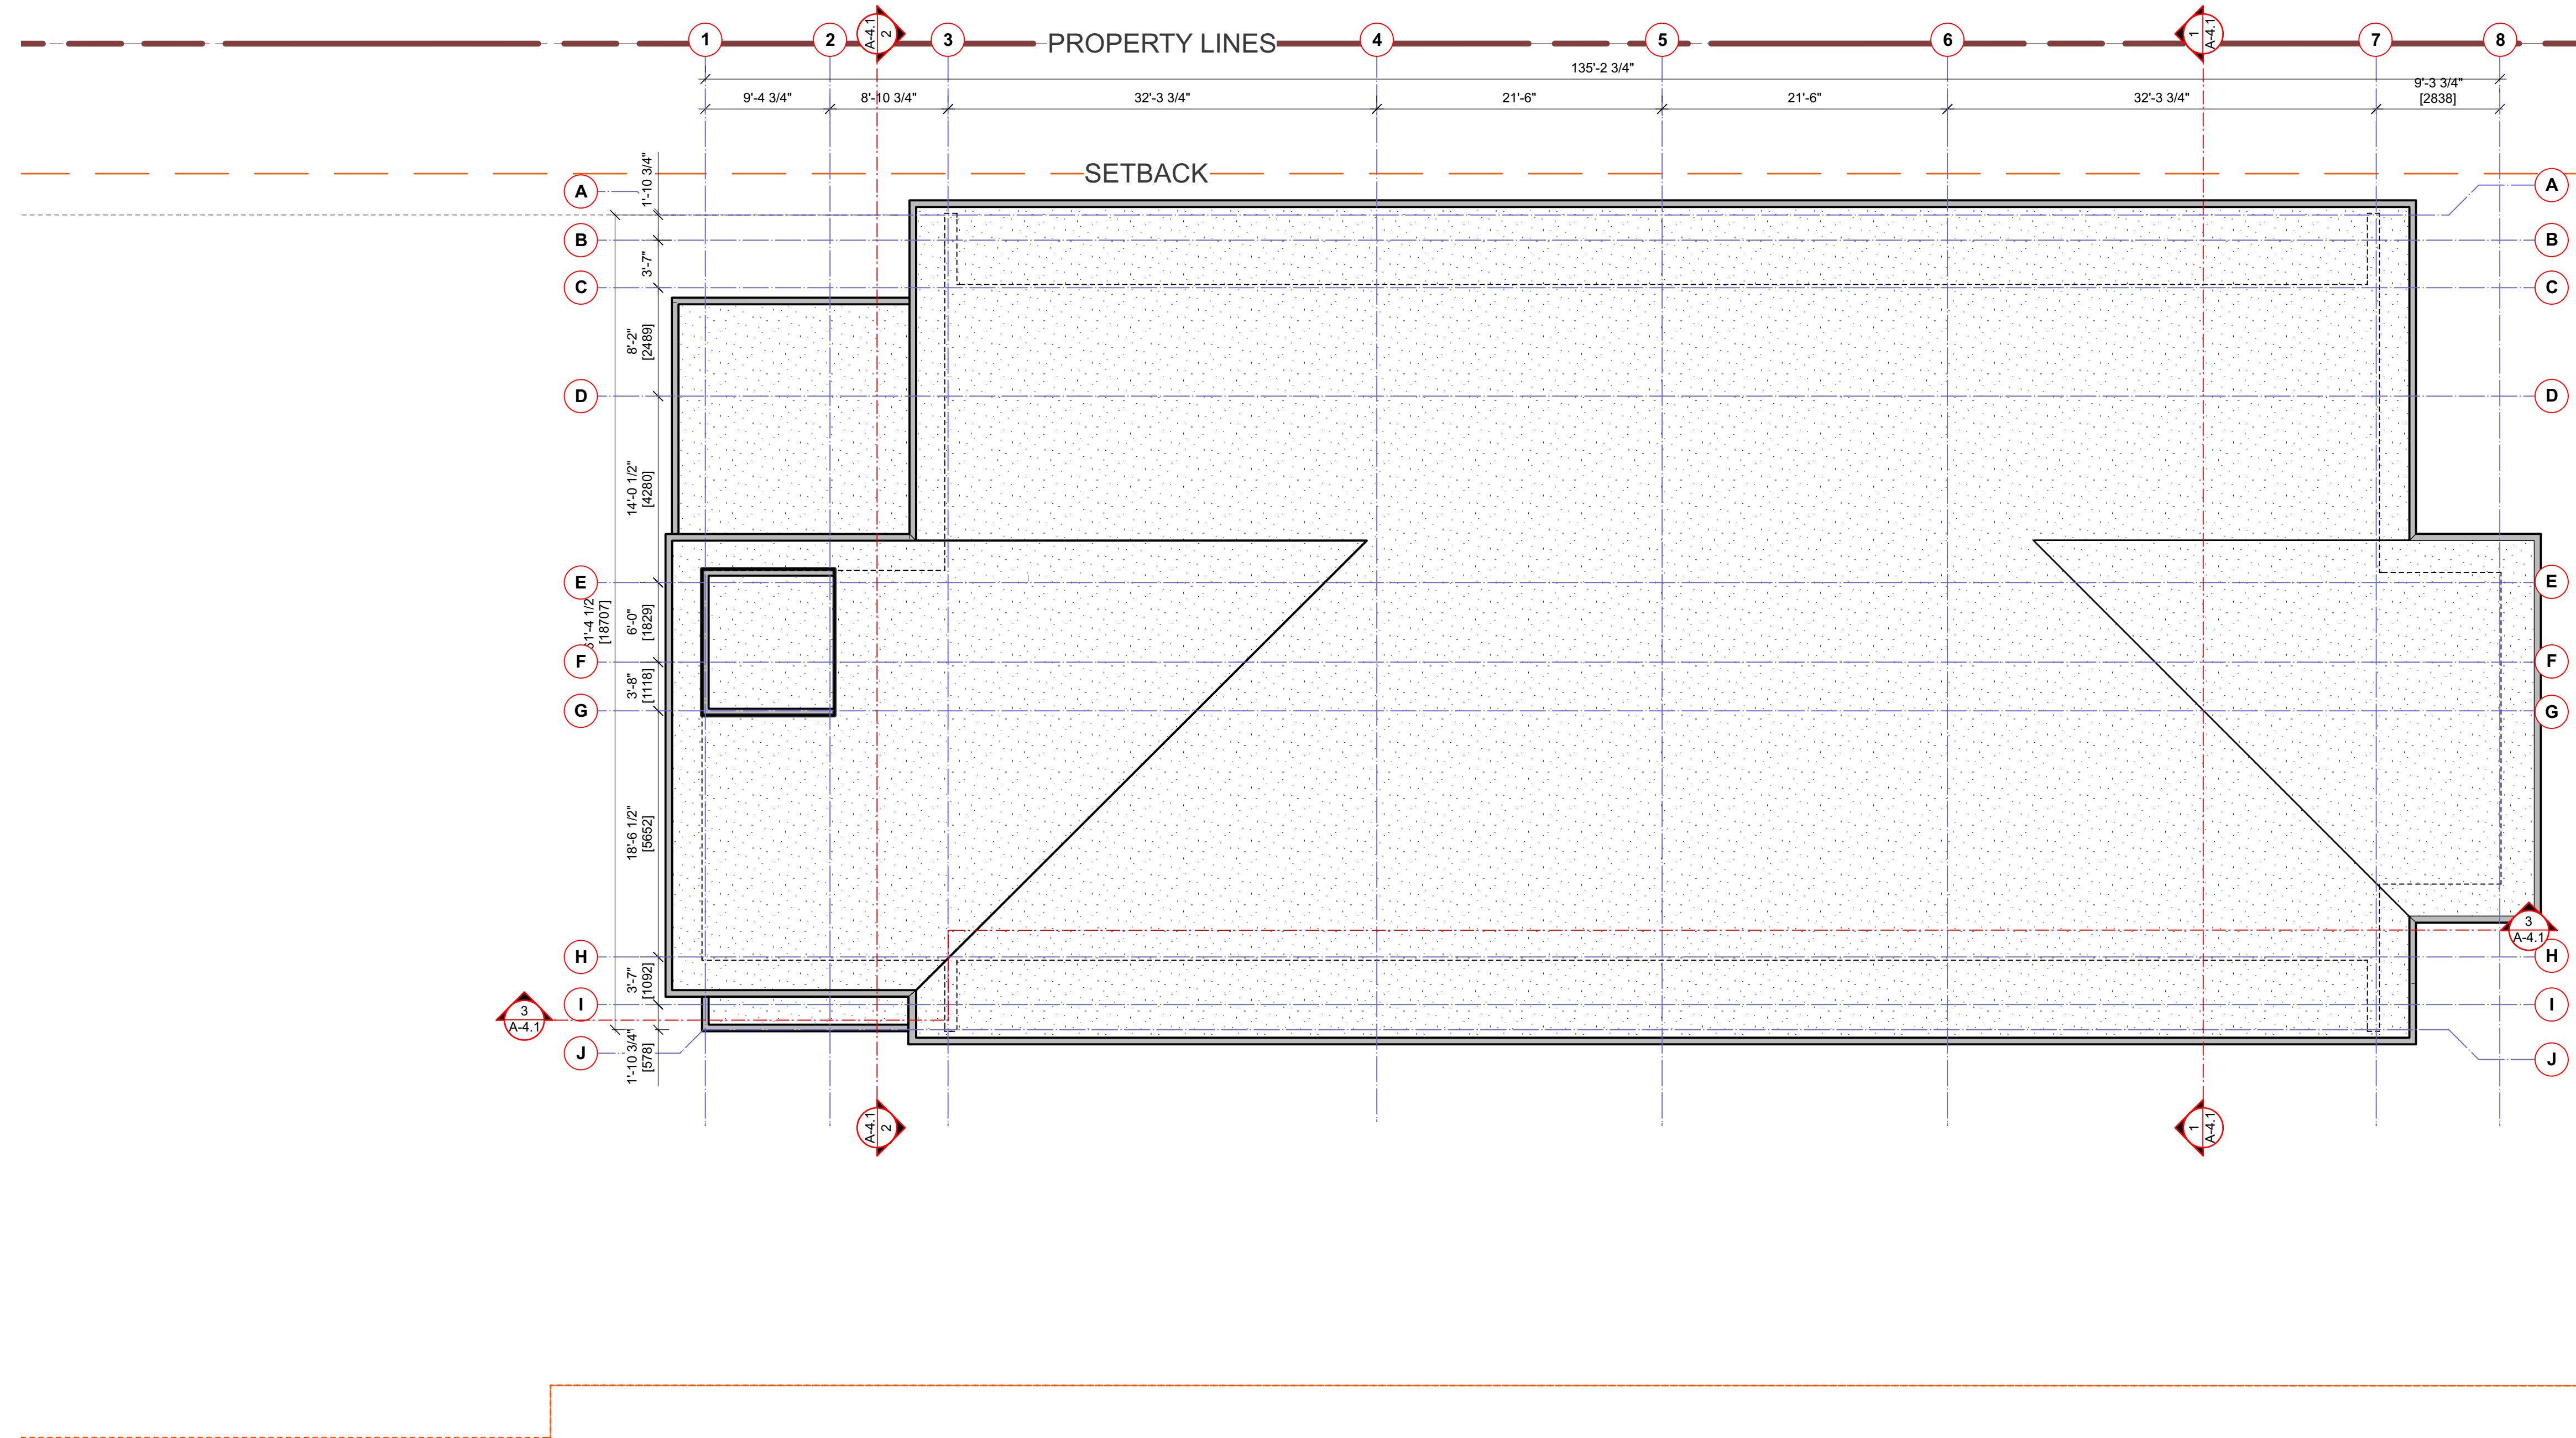 1
2
A-4.1
2
3
PROPERTY LINES
4
5
6
1
A-4.1
7
8
135'-2 3/4"
9'-4 3/4"
8'-10 3/4"
32'-3 3/4"
21'-6"
21'-6"
32'-3 3/4"
9'-3 3/4"
[2838]
SETBACK
A
1'-10 3/4"
A
B
B
3'-7"
C
C
8'-2"
[2489]
D
D
14'-0 1/2"
[4280]
E
E
6'-0"
[1829]
[18707]
F
F
3'-8"
[1118]
G
G
18'-6 1/2"
[5652]
3
A-4.1
H
H
3'-7"
[1092]
I
I
3
A-4.1
J
J
1'-10 3/4"
[578]
A-4.1
2
1
A-4.1